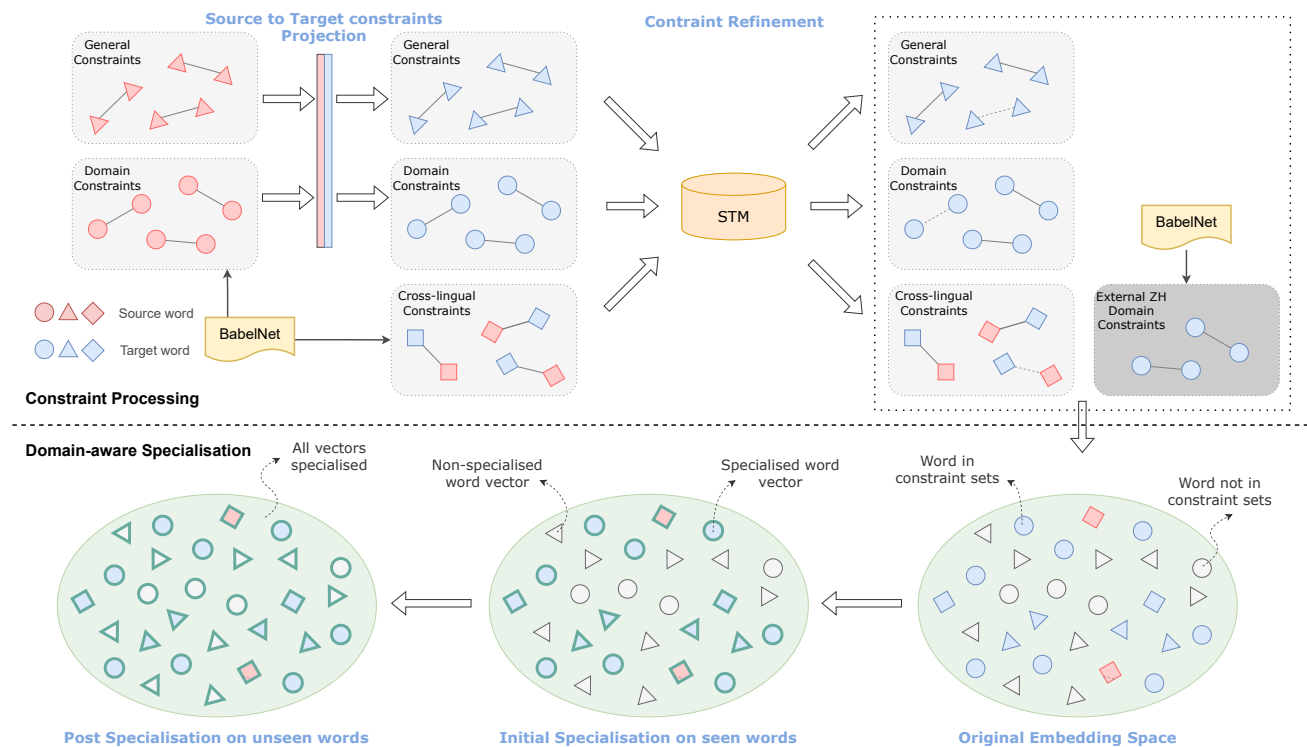 Source to Target constraints
Projection
Contraint Refinement
General
Constraints
General
Constraints
General
Constraints
Domain
Constraints
Domain
Constraints
Domain
Constraints
STM
BabelNet
Cross-lingual
Constraints
Cross-lingual
Constraints
External ZH
Domain
Constraints
Source word
Target word
BabelNet
Constraint Processing
Domain-aware Specialisation
All vectors
specialised
Non-specialised
word vector
Specialised word
vector
Word in
constraint sets
Word not in
constraint sets
Post Specialisation on unseen words
Initial Specialisation on seen words
Original Embedding Space